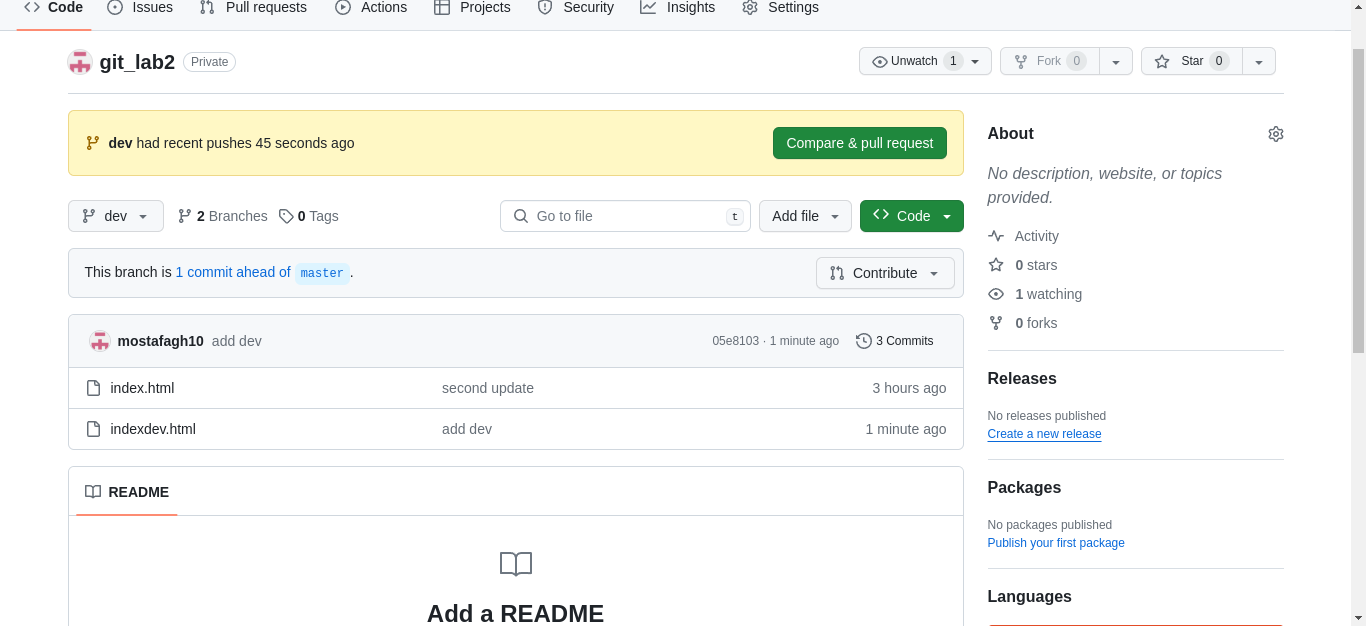 Code Issues Pull requests Actions Projects Security Insights Settings
git_lab2 Private Unwatch 1 Fork 0 Star 0
dev had recent pushes 45 seconds ago Compare & pull request
dev 2 Branches 0 Tags Go to file t Add file Code
This branch is 1 commit ahead of master . Contribute
mostafagh10 add dev 05e8103 · 1 minute ago 3 Commits
index.html second update 3 hours ago
indexdev.html add dev 1 minute ago
README
Add a README
About
No description, website, or topics
provided.
Activity
0 stars
1 watching
0 forks
Releases
No releases published
Create a new release
Packages
No packages published
Publish your first package
Languages